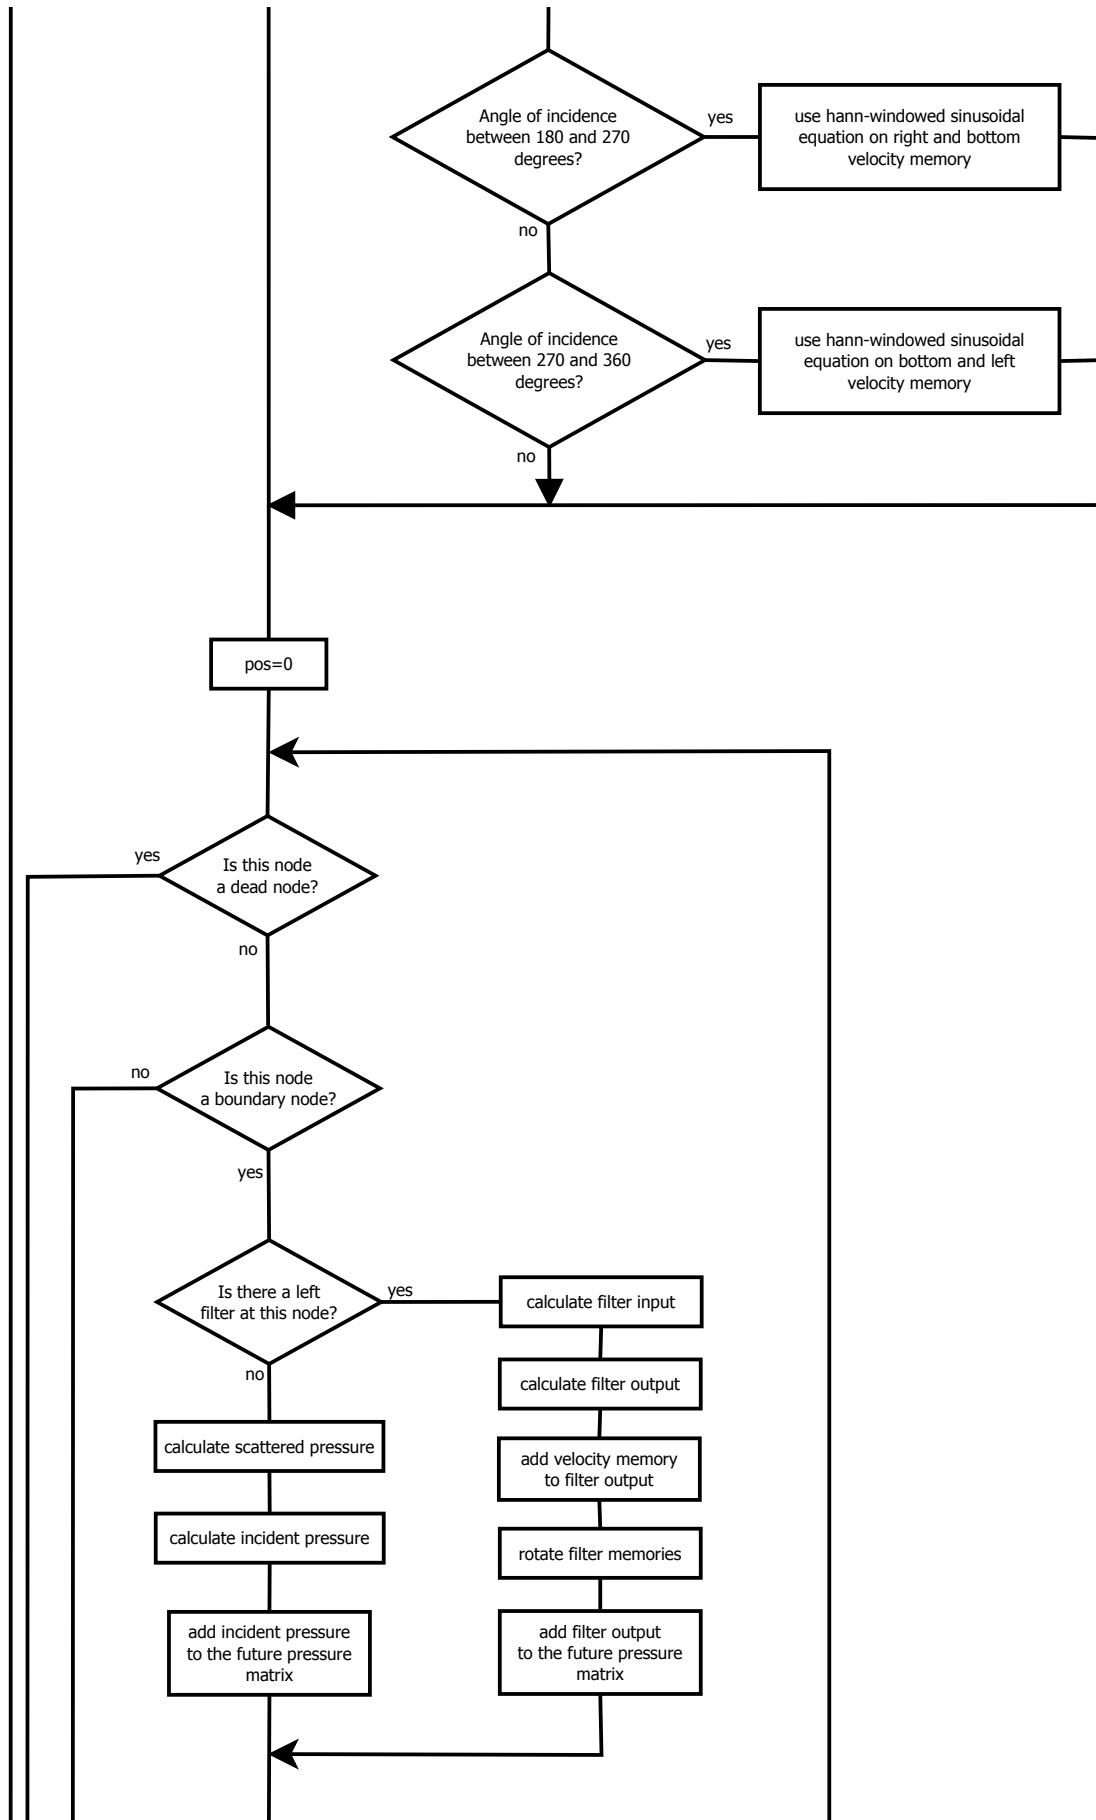 Angle of incidence
between 180 and 270
degrees?
yes
use hann-windowed sinusoidal
equation on right and bottom
velocity memory
no
Angle of incidence
between 270 and 360
degrees?
yes
use hann-windowed sinusoidal
equation on bottom and left
velocity memory
no
pos=0
yes
Is this node
a dead node?
no
no
Is this node
a boundary node?
yes
Is there a left
filter at this node?
yes
calculate filter input
calculate filter output
add velocity memory
to filter output
rotate filter memories
add filter output
to the future pressure
matrix
no
calculate scattered pressure
calculate incident pressure
add incident pressure
to the future pressure
matrix